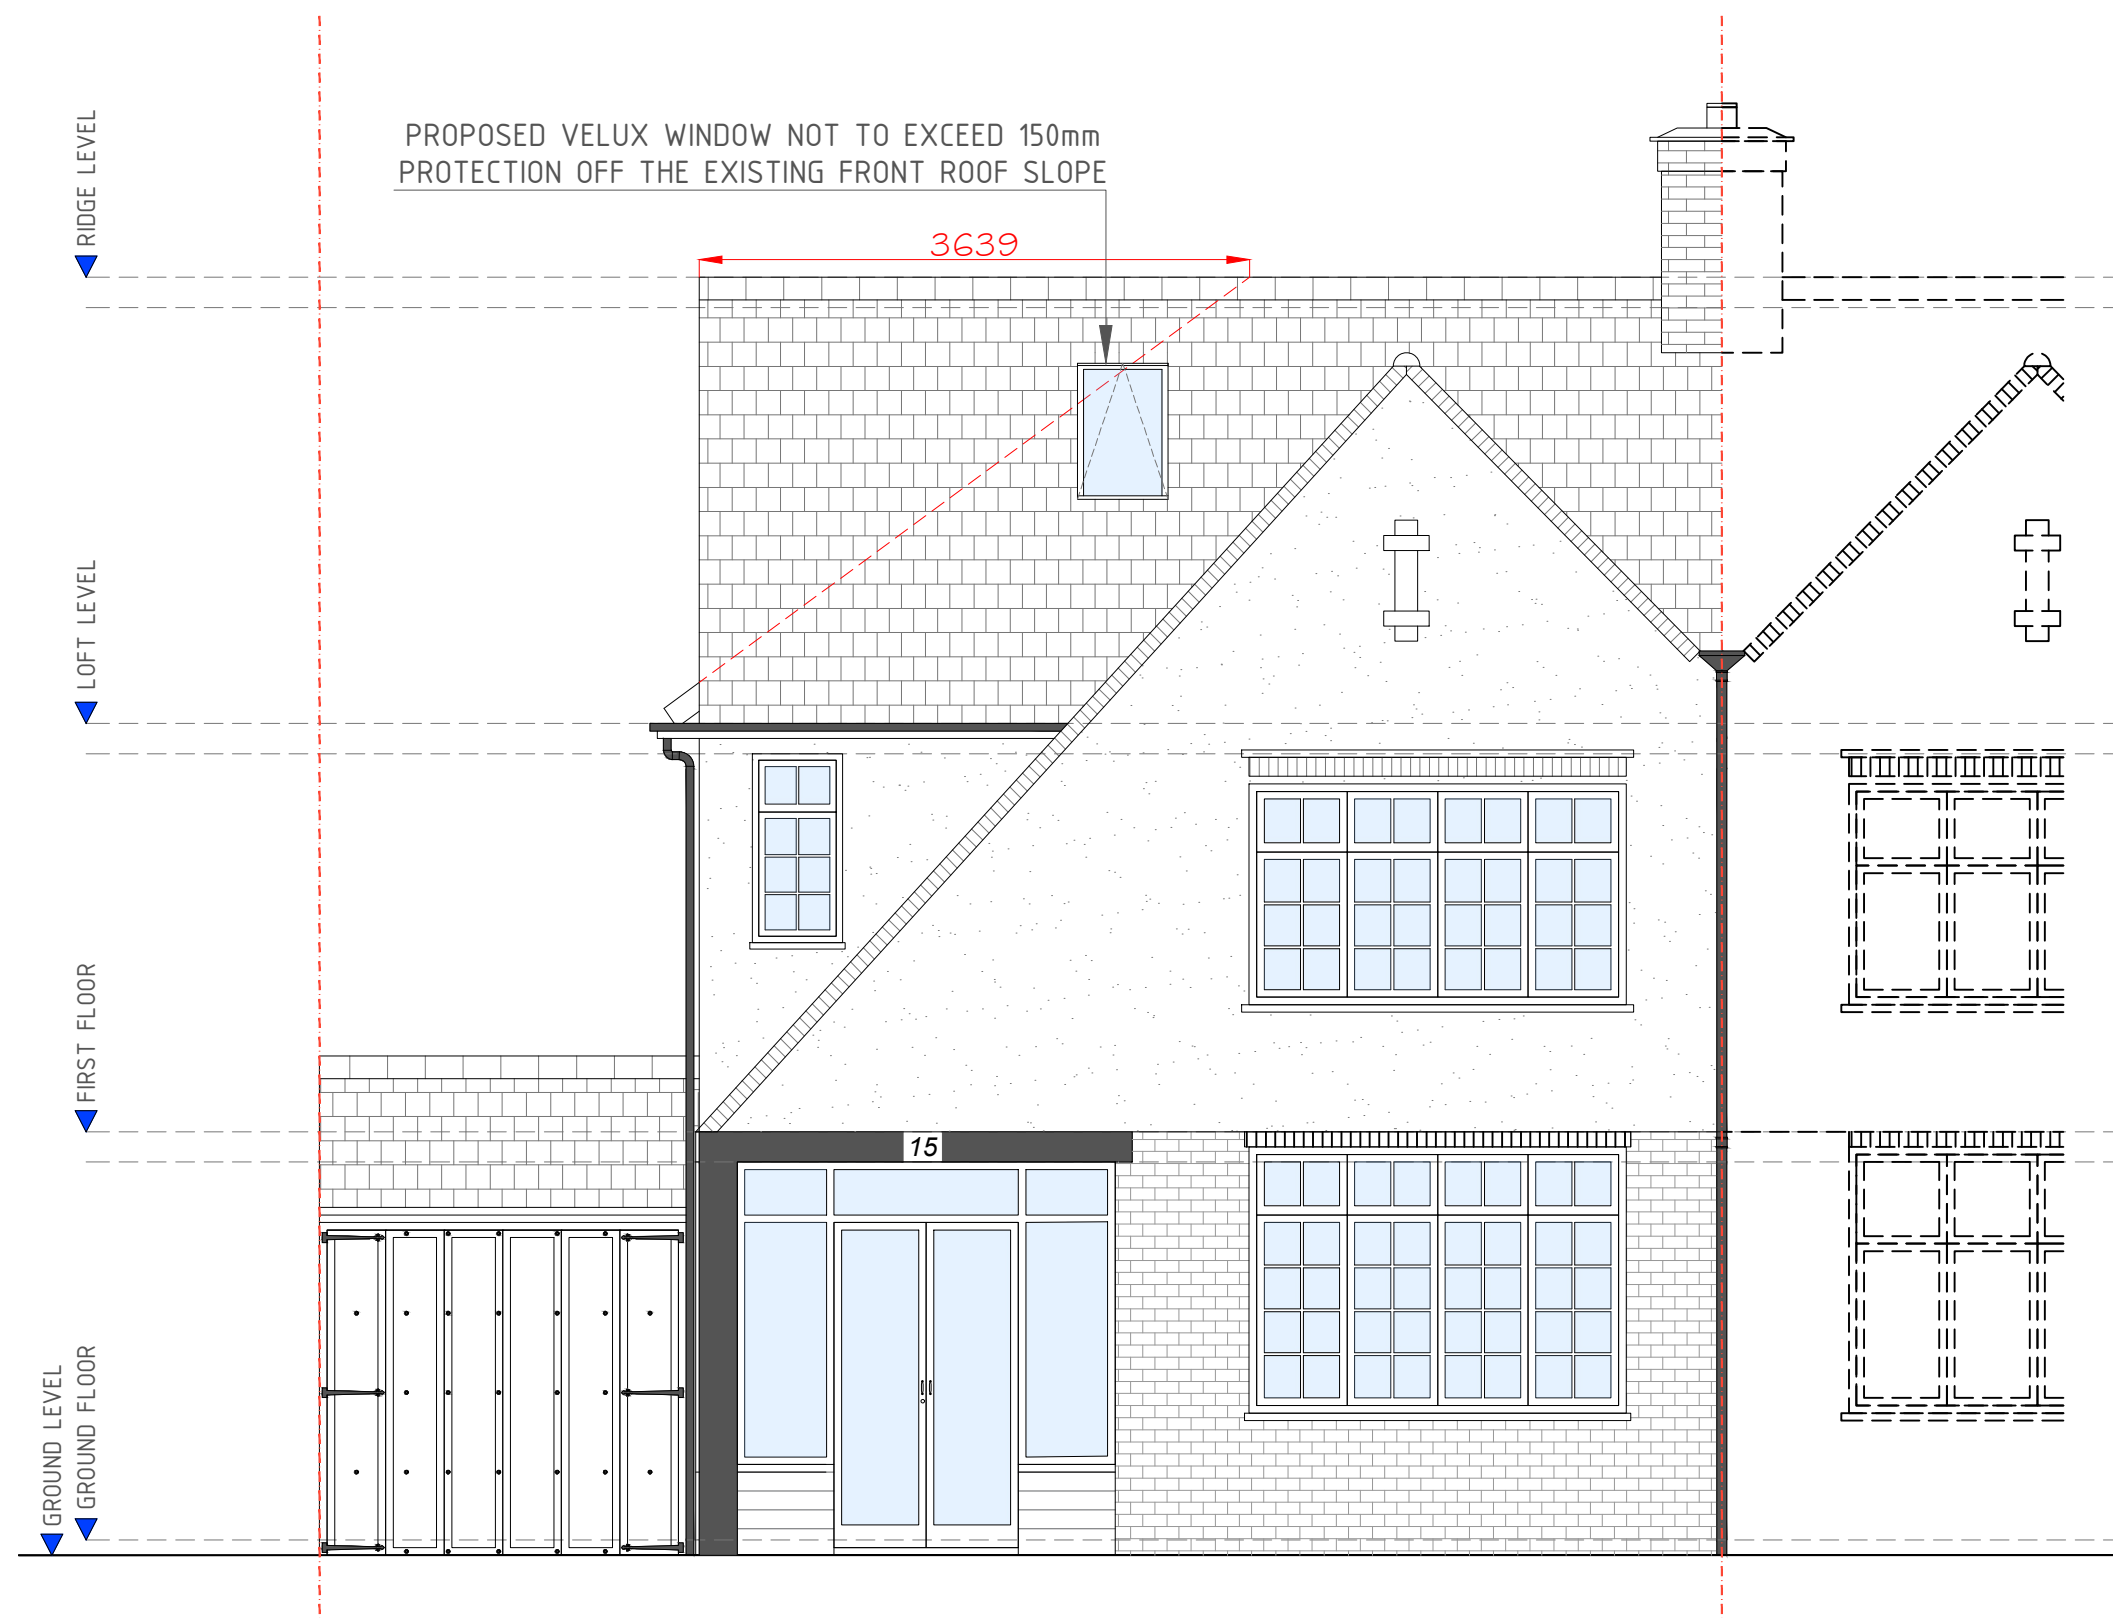 PROPOSED VELUX WINDOW NOT TO EXCEED 150mm
PROTECTION OFF THE EXISTING FRONT ROOF SLOPE
3639
RIDGE LEVEL
LOFT LEVEL
FIRST FLOOR
15
GROUND LEVEL
GROUND FLOOR